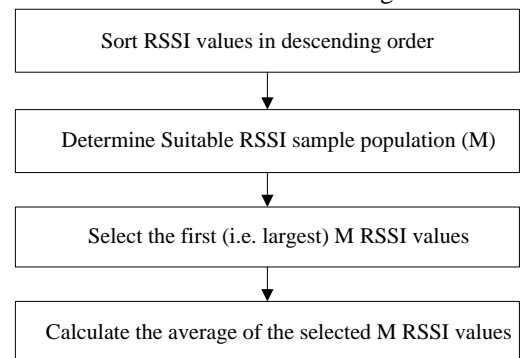 Sort RSSI values in descending order
Determine Suitable RSSI sample population (M)
Select the first (i.e. largest) M RSSI values
Calculate the average of the selected M RSSI values